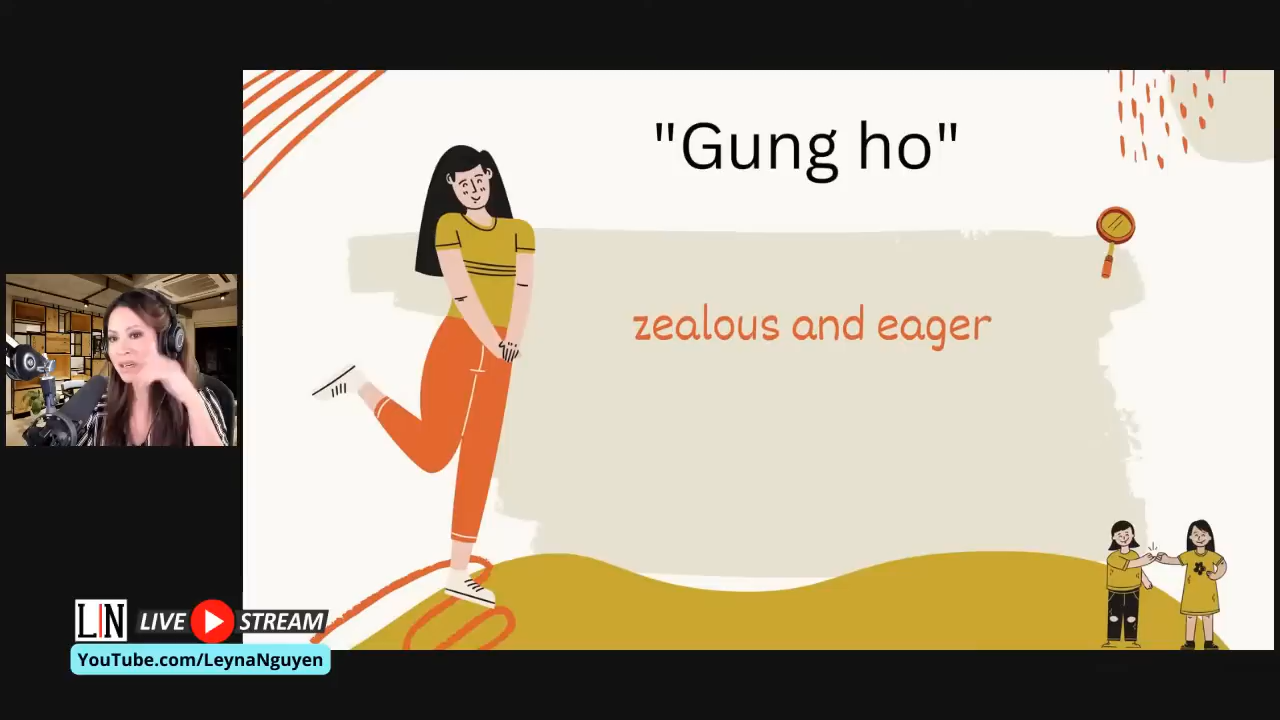 "Gung ho"
zealous and eager
LIN LIVE STREAM
YouTube.com/LeynaNguyen